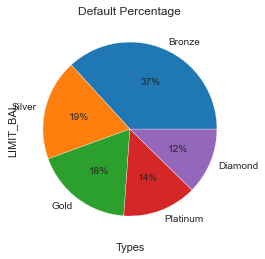 Default Percentage
Bronze
37%
Silver
19%
LIMIT_BAL
12%
Diamond
18%
14%
Gold
Platinum
Types